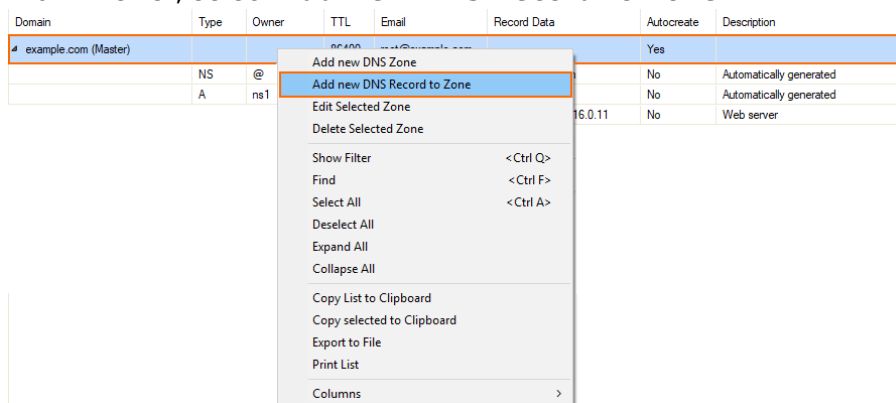 Domain Type Owner TTL Email Record Data Autocreate Description
example.com (Master) Yes
Add new DNS Zone
NS @ No Automatically generated
Add new DNS Record to Zone
A ns1 No Automatically generated
Edit Selected Zone
16.0.11 No Web server
Delete Selected Zone
Show Filter <Ctrl Q>
Find <Ctrl F>
Select All <Ctrl A>
Deselect All
Expand All
Collapse All
Copy List to Clipboard
Copy selected to Clipboard
Export to File
Print List
Columns >